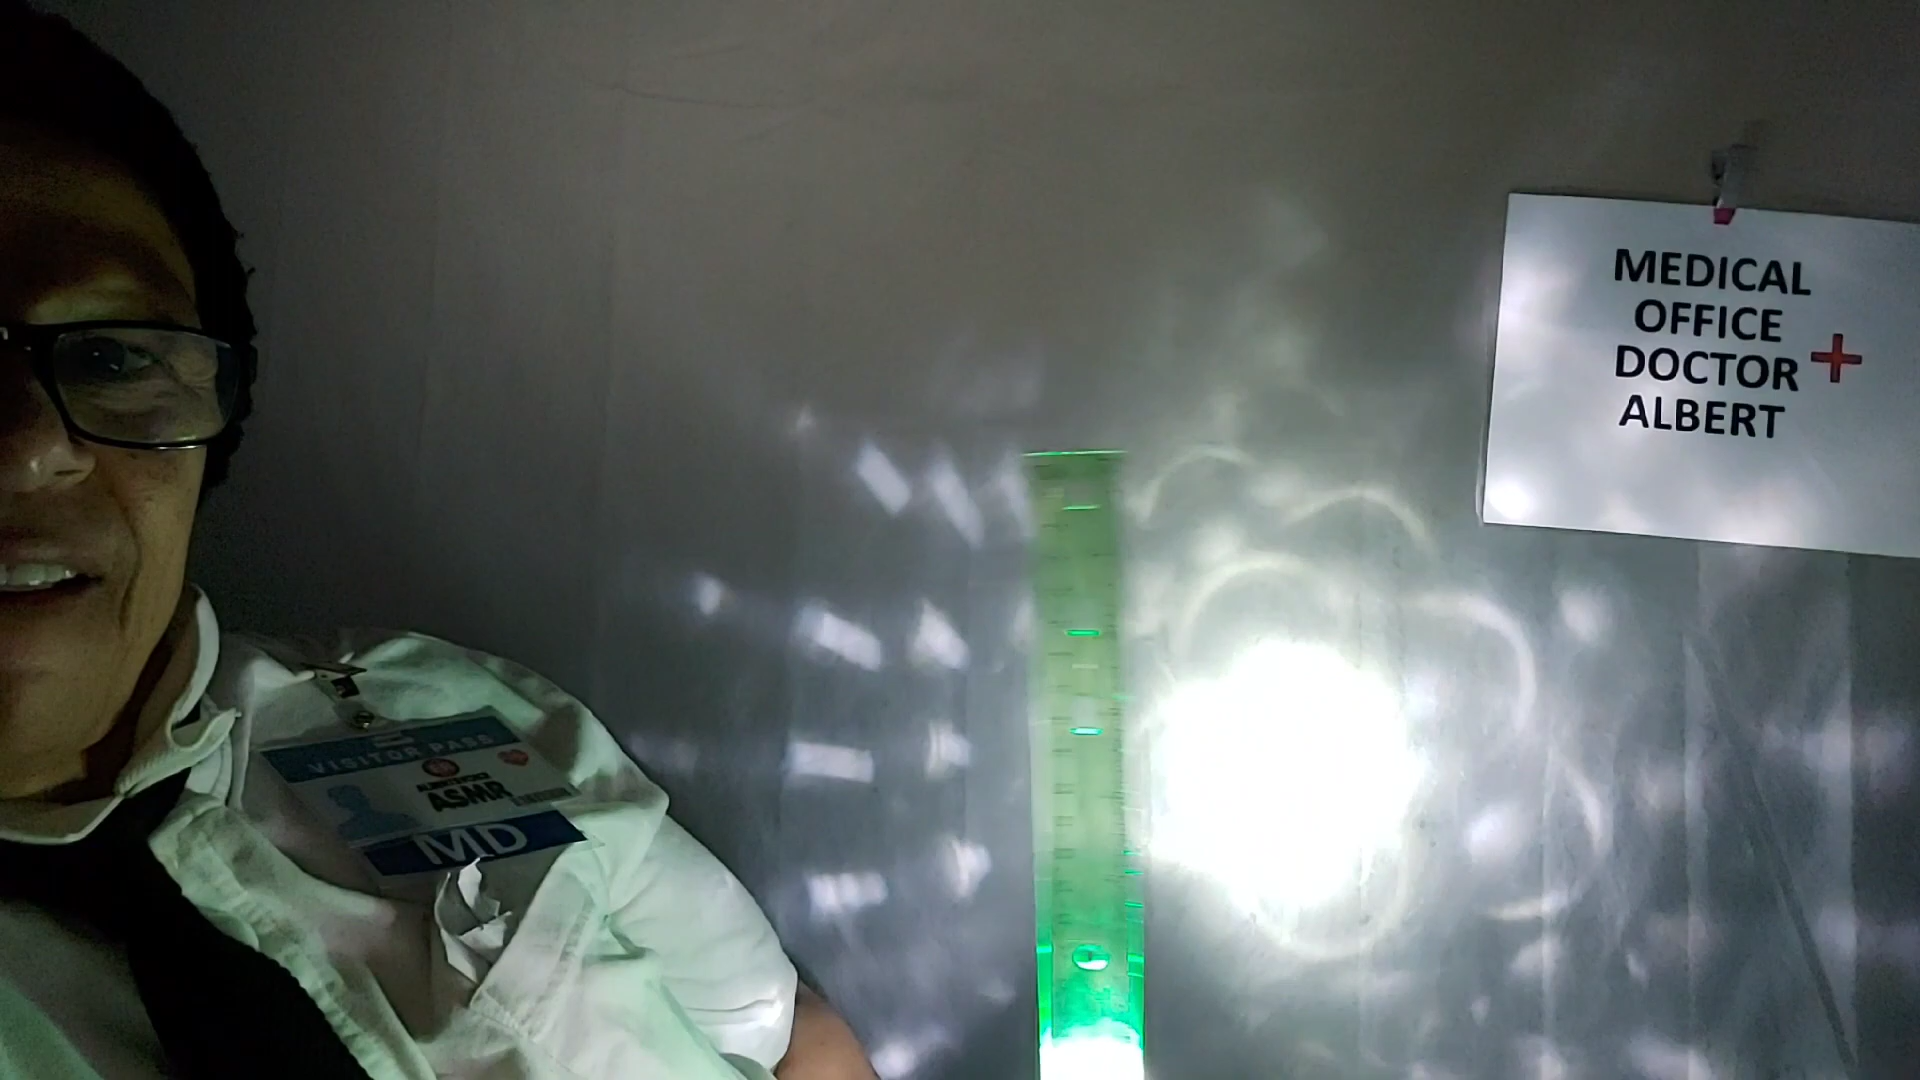 VISITOR PASS
ASMR
MD
MEDICAL
OFFICE
DOCTOR
ALBERT